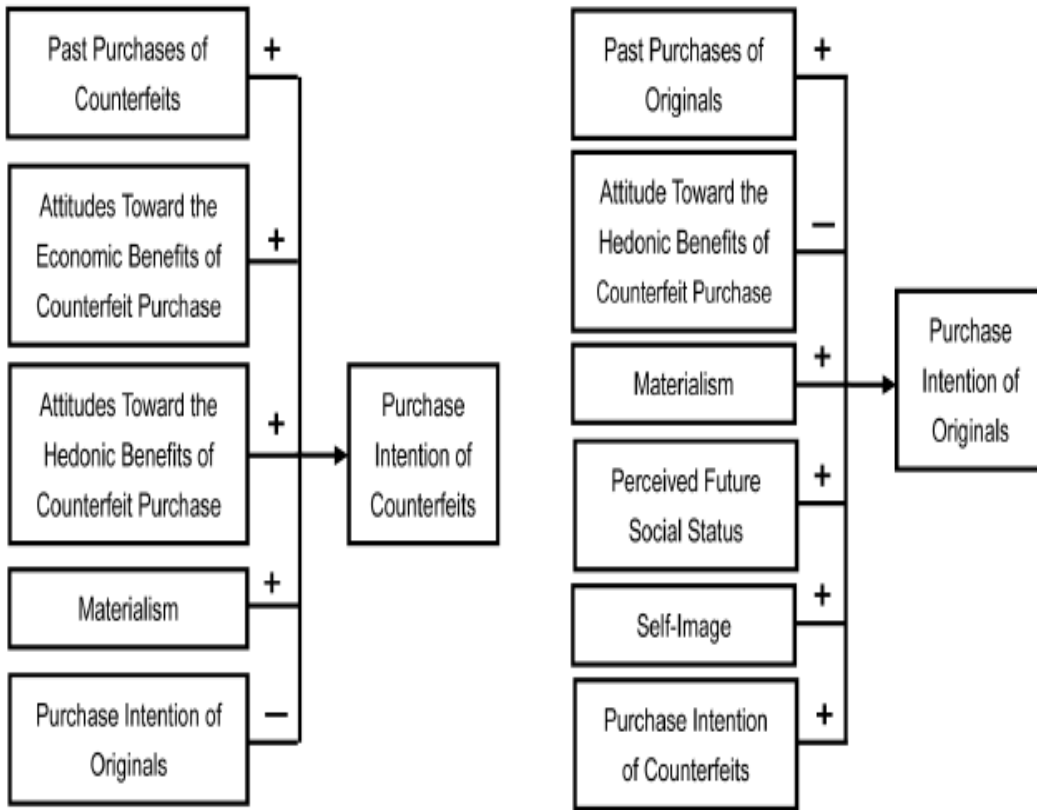 Past Purchases of
Counterfeits
+
Attitudes Toward the
Economic Benefits of
Counterfeit Purchase
+
Attitudes Toward the
Hedonic Benefits of
Counterfeit Purchase
+
Materialism
+
Purchase Intention of
Originals
–
Purchase
Intention of
Counterfeits
Past Purchases of
Originals
+
Attitude Toward the
Hedonic Benefits of
Counterfeit Purchase
–
Materialism
+
Perceived Future
Social Status
+
Self-Image
+
Purchase Intention
of Counterfeits
+
Purchase
Intention of
Originals